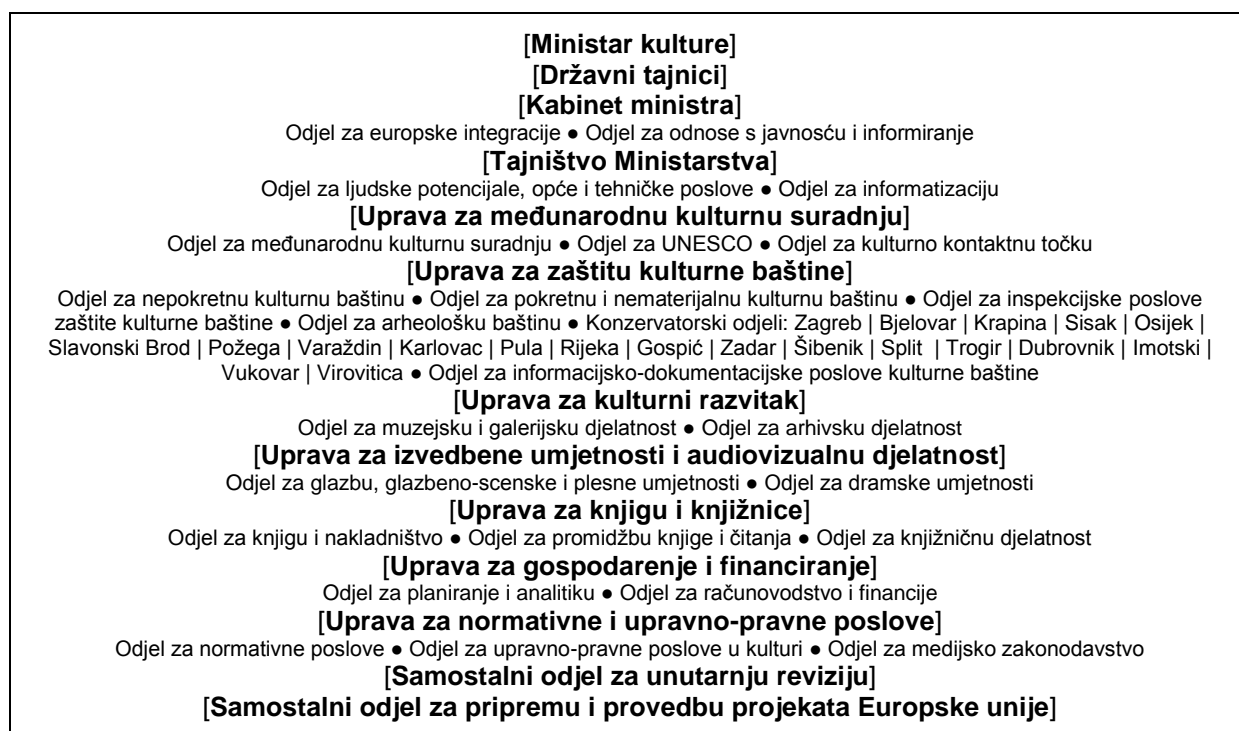 [Ministar kulture]
[Državni tajnici]
[Kabinet ministra]
Odjel za europske integracije ● Odjel za odnose s javnosću i informiranje
[Tajništvo Ministarstva]
Odjel za ljudske potencijale, opće i tehničke poslove ● Odjel za informatizaciju
[Uprava za međunarodnu kulturnu suradnju]
Odjel za međunarodnu kulturnu suradnju ● Odjel za UNESCO ● Odjel za kulturno kontaktnu točku
[Uprava za zaštitu kulturne baštine]
Odjel za nepokretnu kulturnu baštinu ● Odjel za pokretnu i nematerijalnu kulturnu baštinu ● Odjel za inspekcijske poslove
zaštite kulturne baštine ● Odjel za arheološku baštinu ● Konzervatorski odjeli: Zagreb | Bjelovar | Krapina | Sisak | Osijek |
Slavonski Brod | Požega | Varaždin | Karlovac | Pula | Rijeka | Gospić | Zadar | Šibenik | Split | Trogir | Dubrovnik | Imotski |
Vukovar | Virovitica ● Odjel za informacijsko-dokumentacijske poslove kulturne baštine
[Uprava za kulturni razvitak]
Odjel za muzejsku i galerijsku djelatnost ● Odjel za arhivsku djelatnost
[Uprava za izvedbene umjetnosti i audiovizualnu djelatnost]
Odjel za glazbu, glazbeno-scenske i plesne umjetnosti ● Odjel za dramske umjetnosti
[Uprava za knjigu i knjižnice]
Odjel za knjigu i nakladništvo ● Odjel za promidžbu knjige i čitanja ● Odjel za knjižničnu djelatnost
[Uprava za gospodarenje i financiranje]
Odjel za planiranje i analitiku ● Odjel za računovodstvo i financije
[Uprava za normativne i upravno-pravne poslove]
Odjel za normativne poslove ● Odjel za upravno-pravne poslove u kulturi ● Odjel za medijsko zakonodavstvo
[Samostalni odjel za unutarnju reviziju]
[Samostalni odjel za pripremu i provedbu projekata Europske unije]